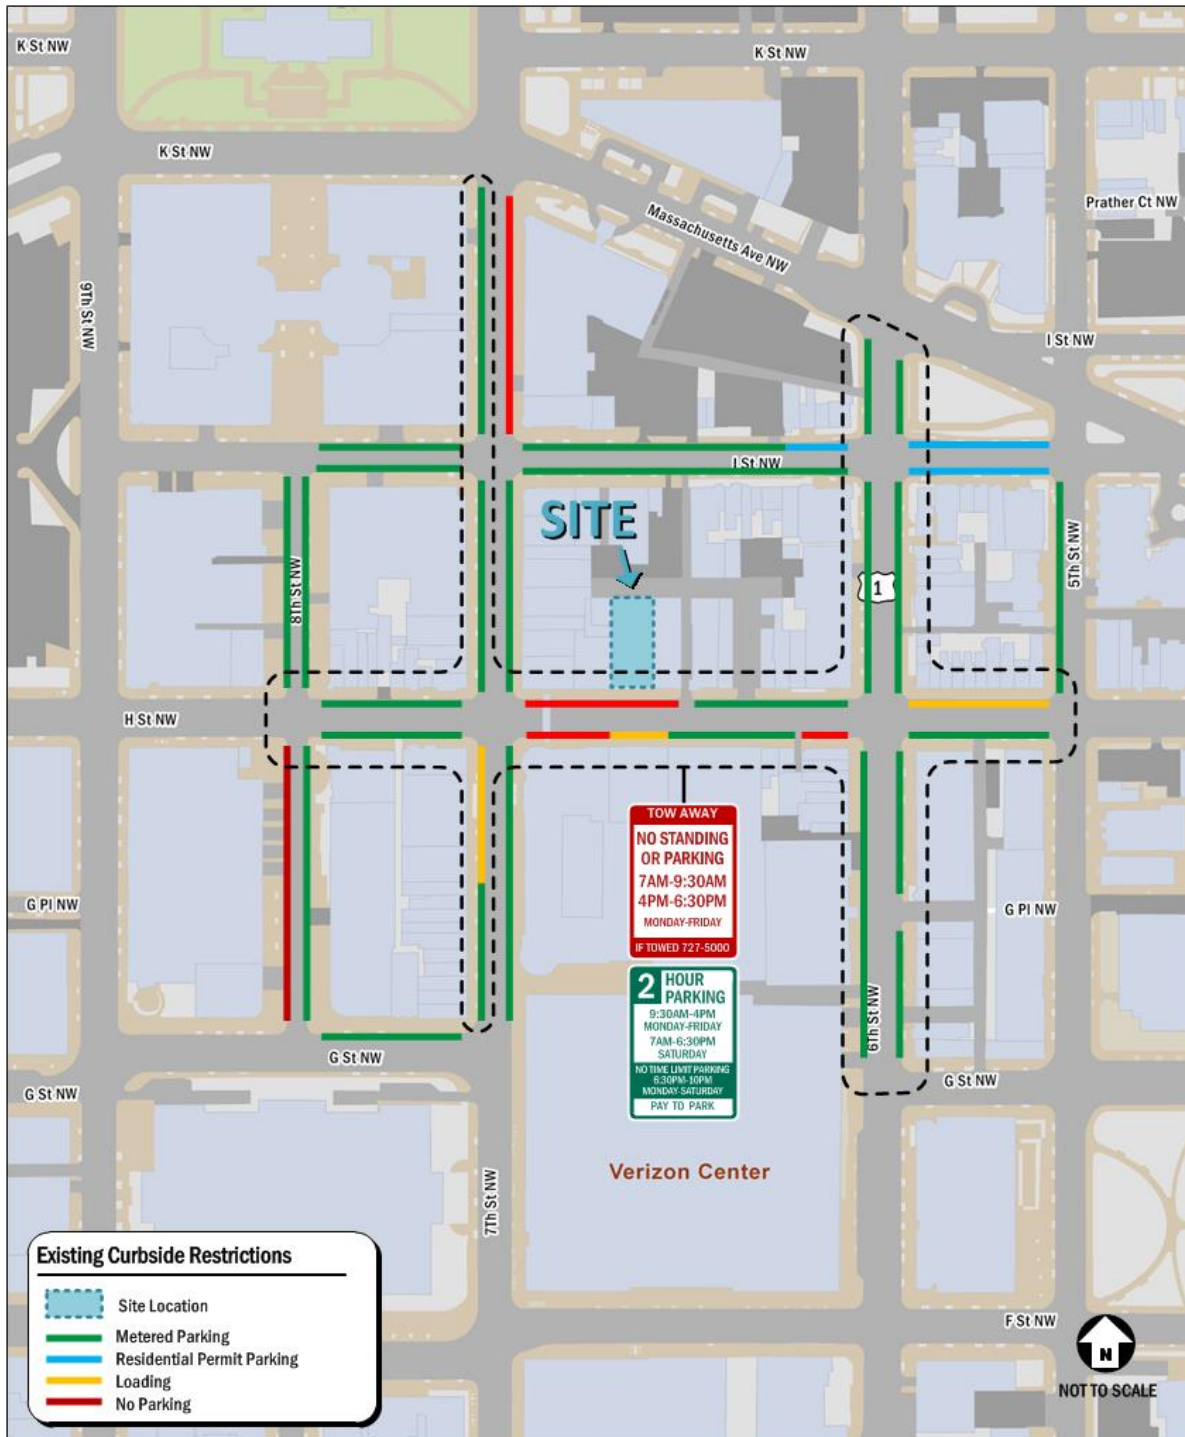 K St NW
K St NW
K St NW
Massachusetts Ave NW
Prather Ct NW
9Th St NW
I St NW
I St NW
SITE
8Th St NW
1
5Th St NW
H St NW
TOW AWAY
NO STANDING
OR PARKING
7AM-9:30AM
4PM-6:30PM
MONDAY-FRIDAY
IF TOWED 727-5000
G Pl NW
G Pl NW
2 HOUR
PARKING
9:30AM-4PM
MONDAY-FRIDAY
7AM-6:30PM
SATURDAY
NO TIME LIMIT PARKING
6:30PM-10PM
MONDAY-SATURDAY
PAY TO PARK
6Th St NW
G St NW
G St NW
G St NW
Verizon Center
7Th St NW
Existing Curbside Restrictions
Site Location
Metered Parking
Residential Permit Parking
Loading
No Parking
F St NW
N
NOT TO SCALE